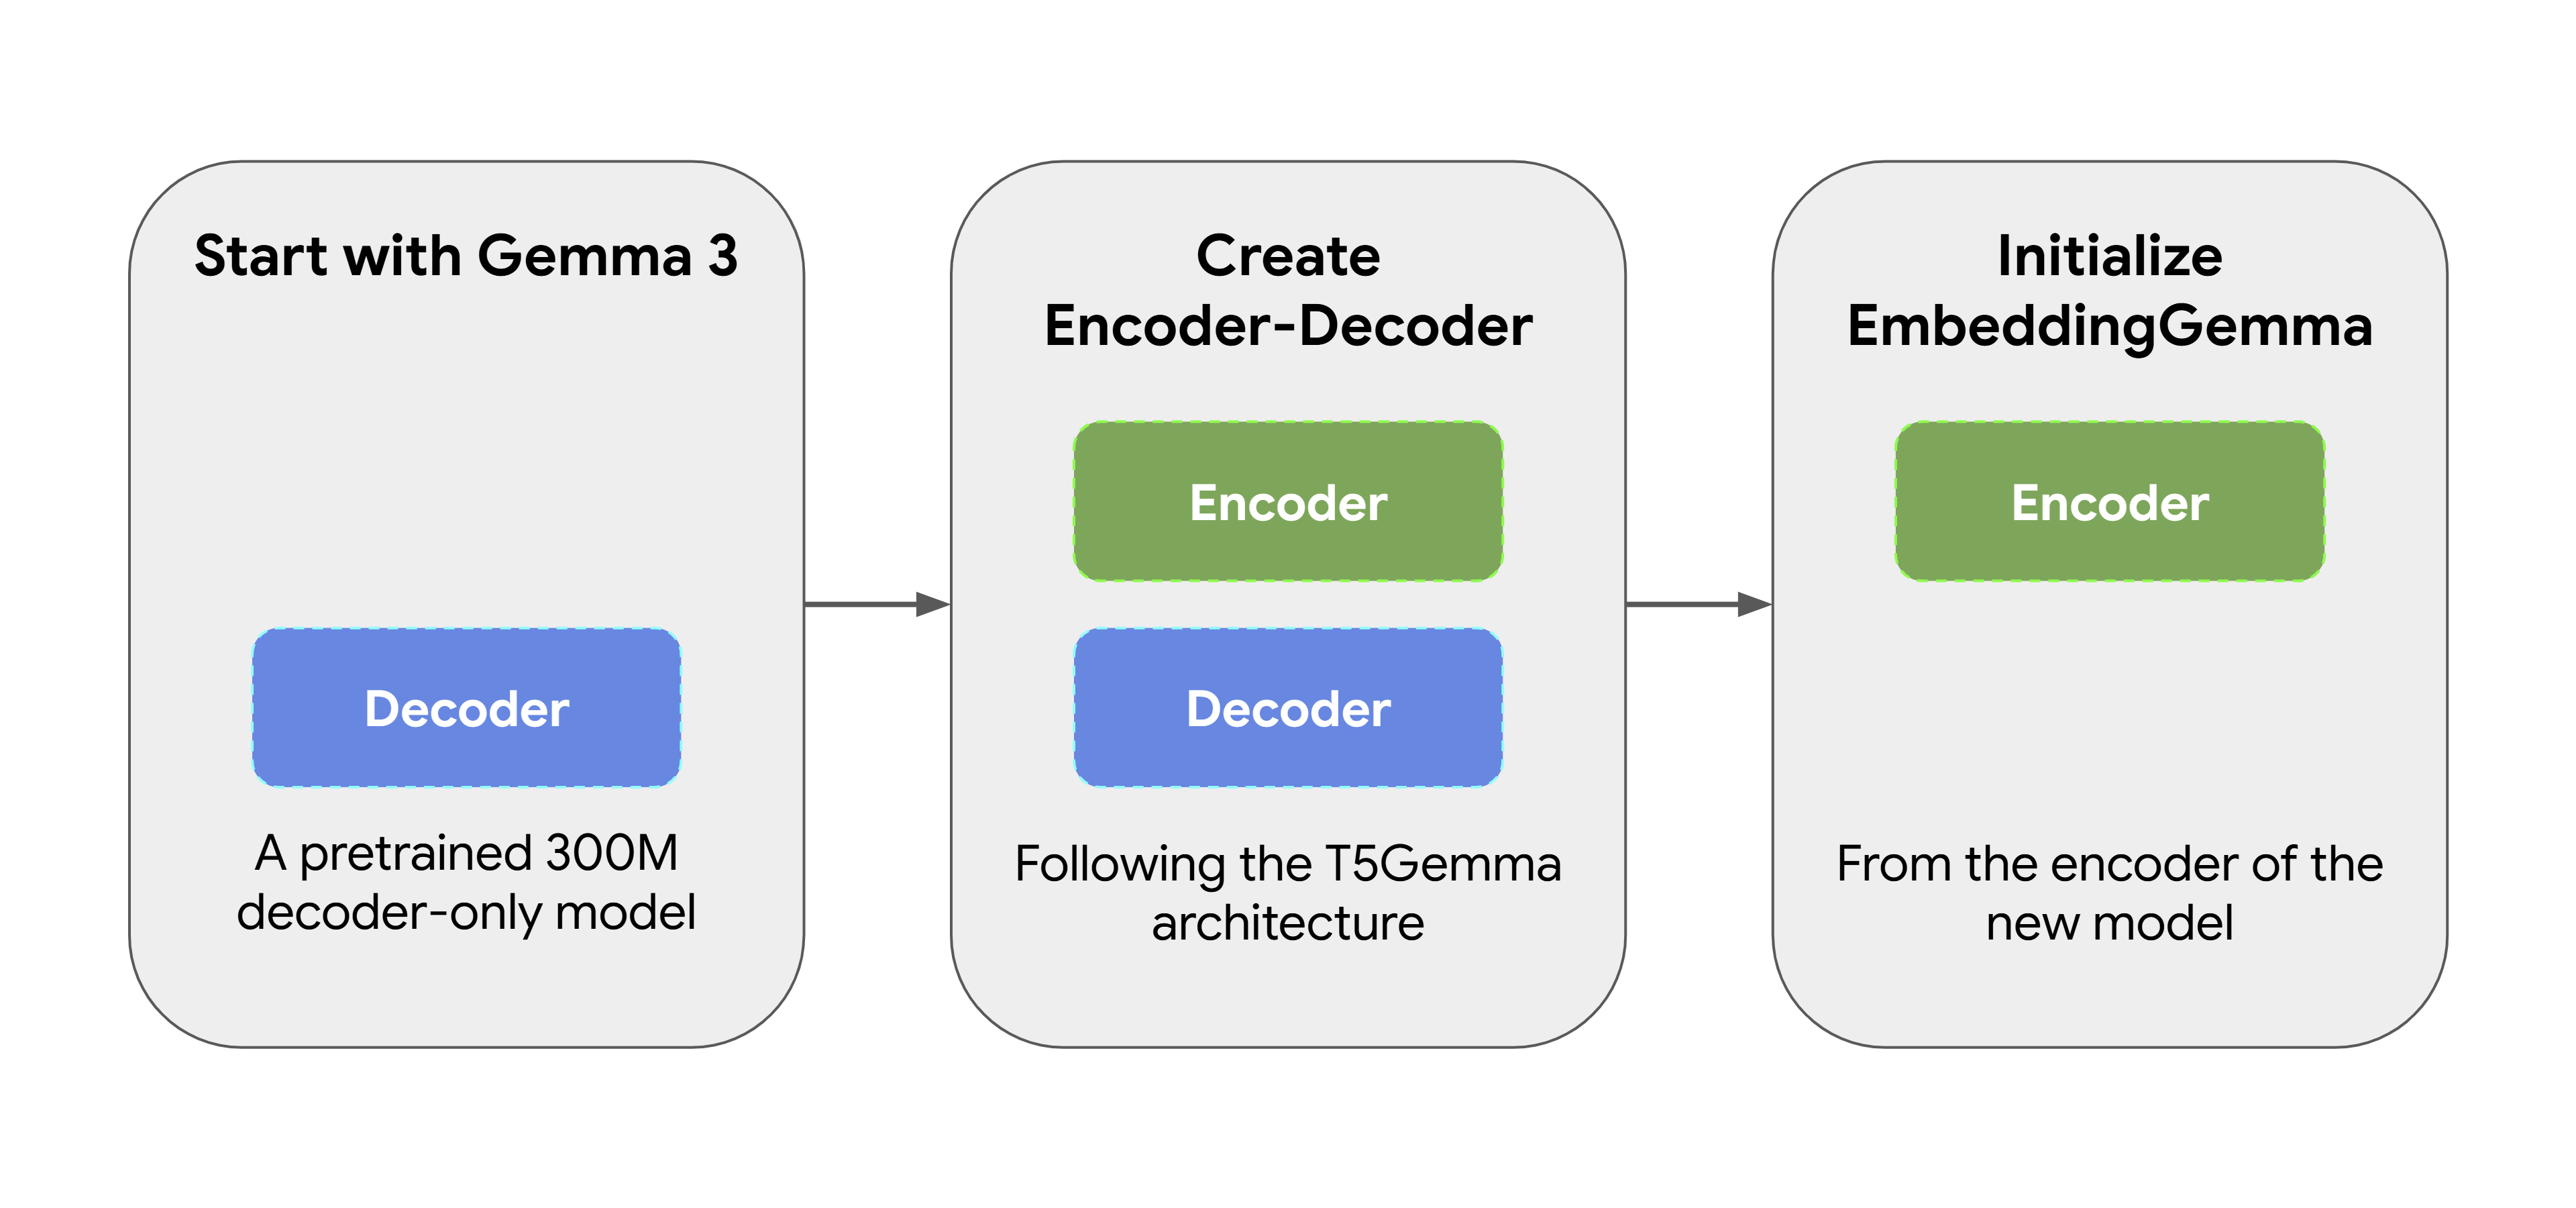 Start with Gemma 3
Decoder
A pretrained 300M
decoder-only model
Create
Encoder-Decoder
Encoder
Decoder
Following the T5Gemma
architecture
Initialize
EmbeddingGemma
Encoder
From the encoder of the
new model